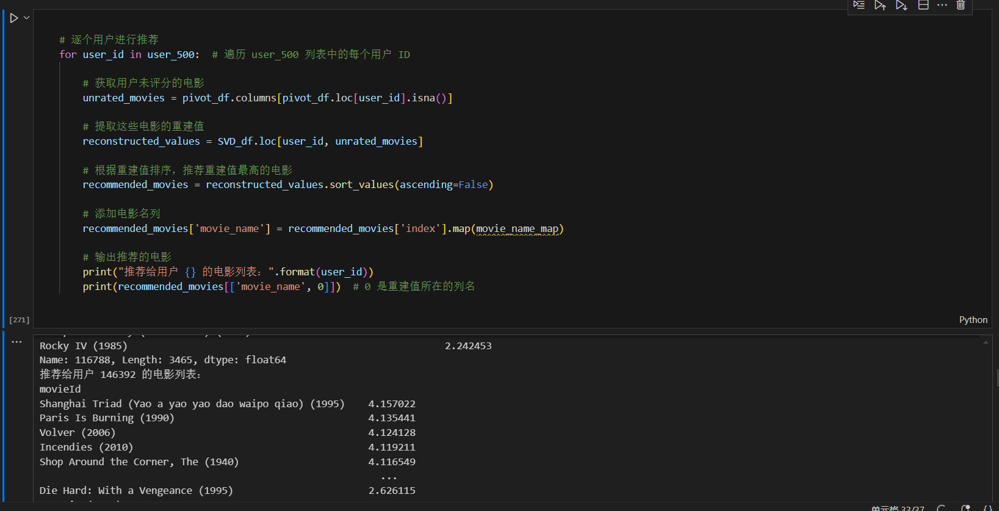 # 逐个用户进行推荐
for user_id in user_500:  # 遍历 user_500 列表中的每个用户 ID
# 获取用户未评分的电影
unrated_movies = pivot_df.columns[pivot_df.loc[user_id].isna()]
# 提取这些电影的重建值
reconstructed_values = SVD_df.loc[user_id, unrated_movies]
# 根据重建值排序，推荐重建值最高的电影
recommended_movies = reconstructed_values.sort_values(ascending=False)
# 添加电影名列
recommended_movies['movie_name'] = recommended_movies['index'].map(movie_name_map)
# 输出推荐的电影
print("推荐给用户 {} 的电影列表：".format(user_id))
print(recommended_movies[['movie_name', 0]])  # 0 是重建值所在的列名
[271]
Python
Rocky IV (1985) 2.242453
Name: 116788, Length: 3465, dtype: float64
推荐给用户 146392 的电影列表：
movieId
Shanghai Triad (Yao a yao yao dao waipo qiao) (1995) 4.157022
Paris Is Burning (1990) 4.135441
Volver (2006) 4.124128
Incendies (2010) 4.119211
Shop Around the Corner, The (1940) 4.116549
...
Die Hard: With a Vengeance (1995) 2.626115
单元格 33/37